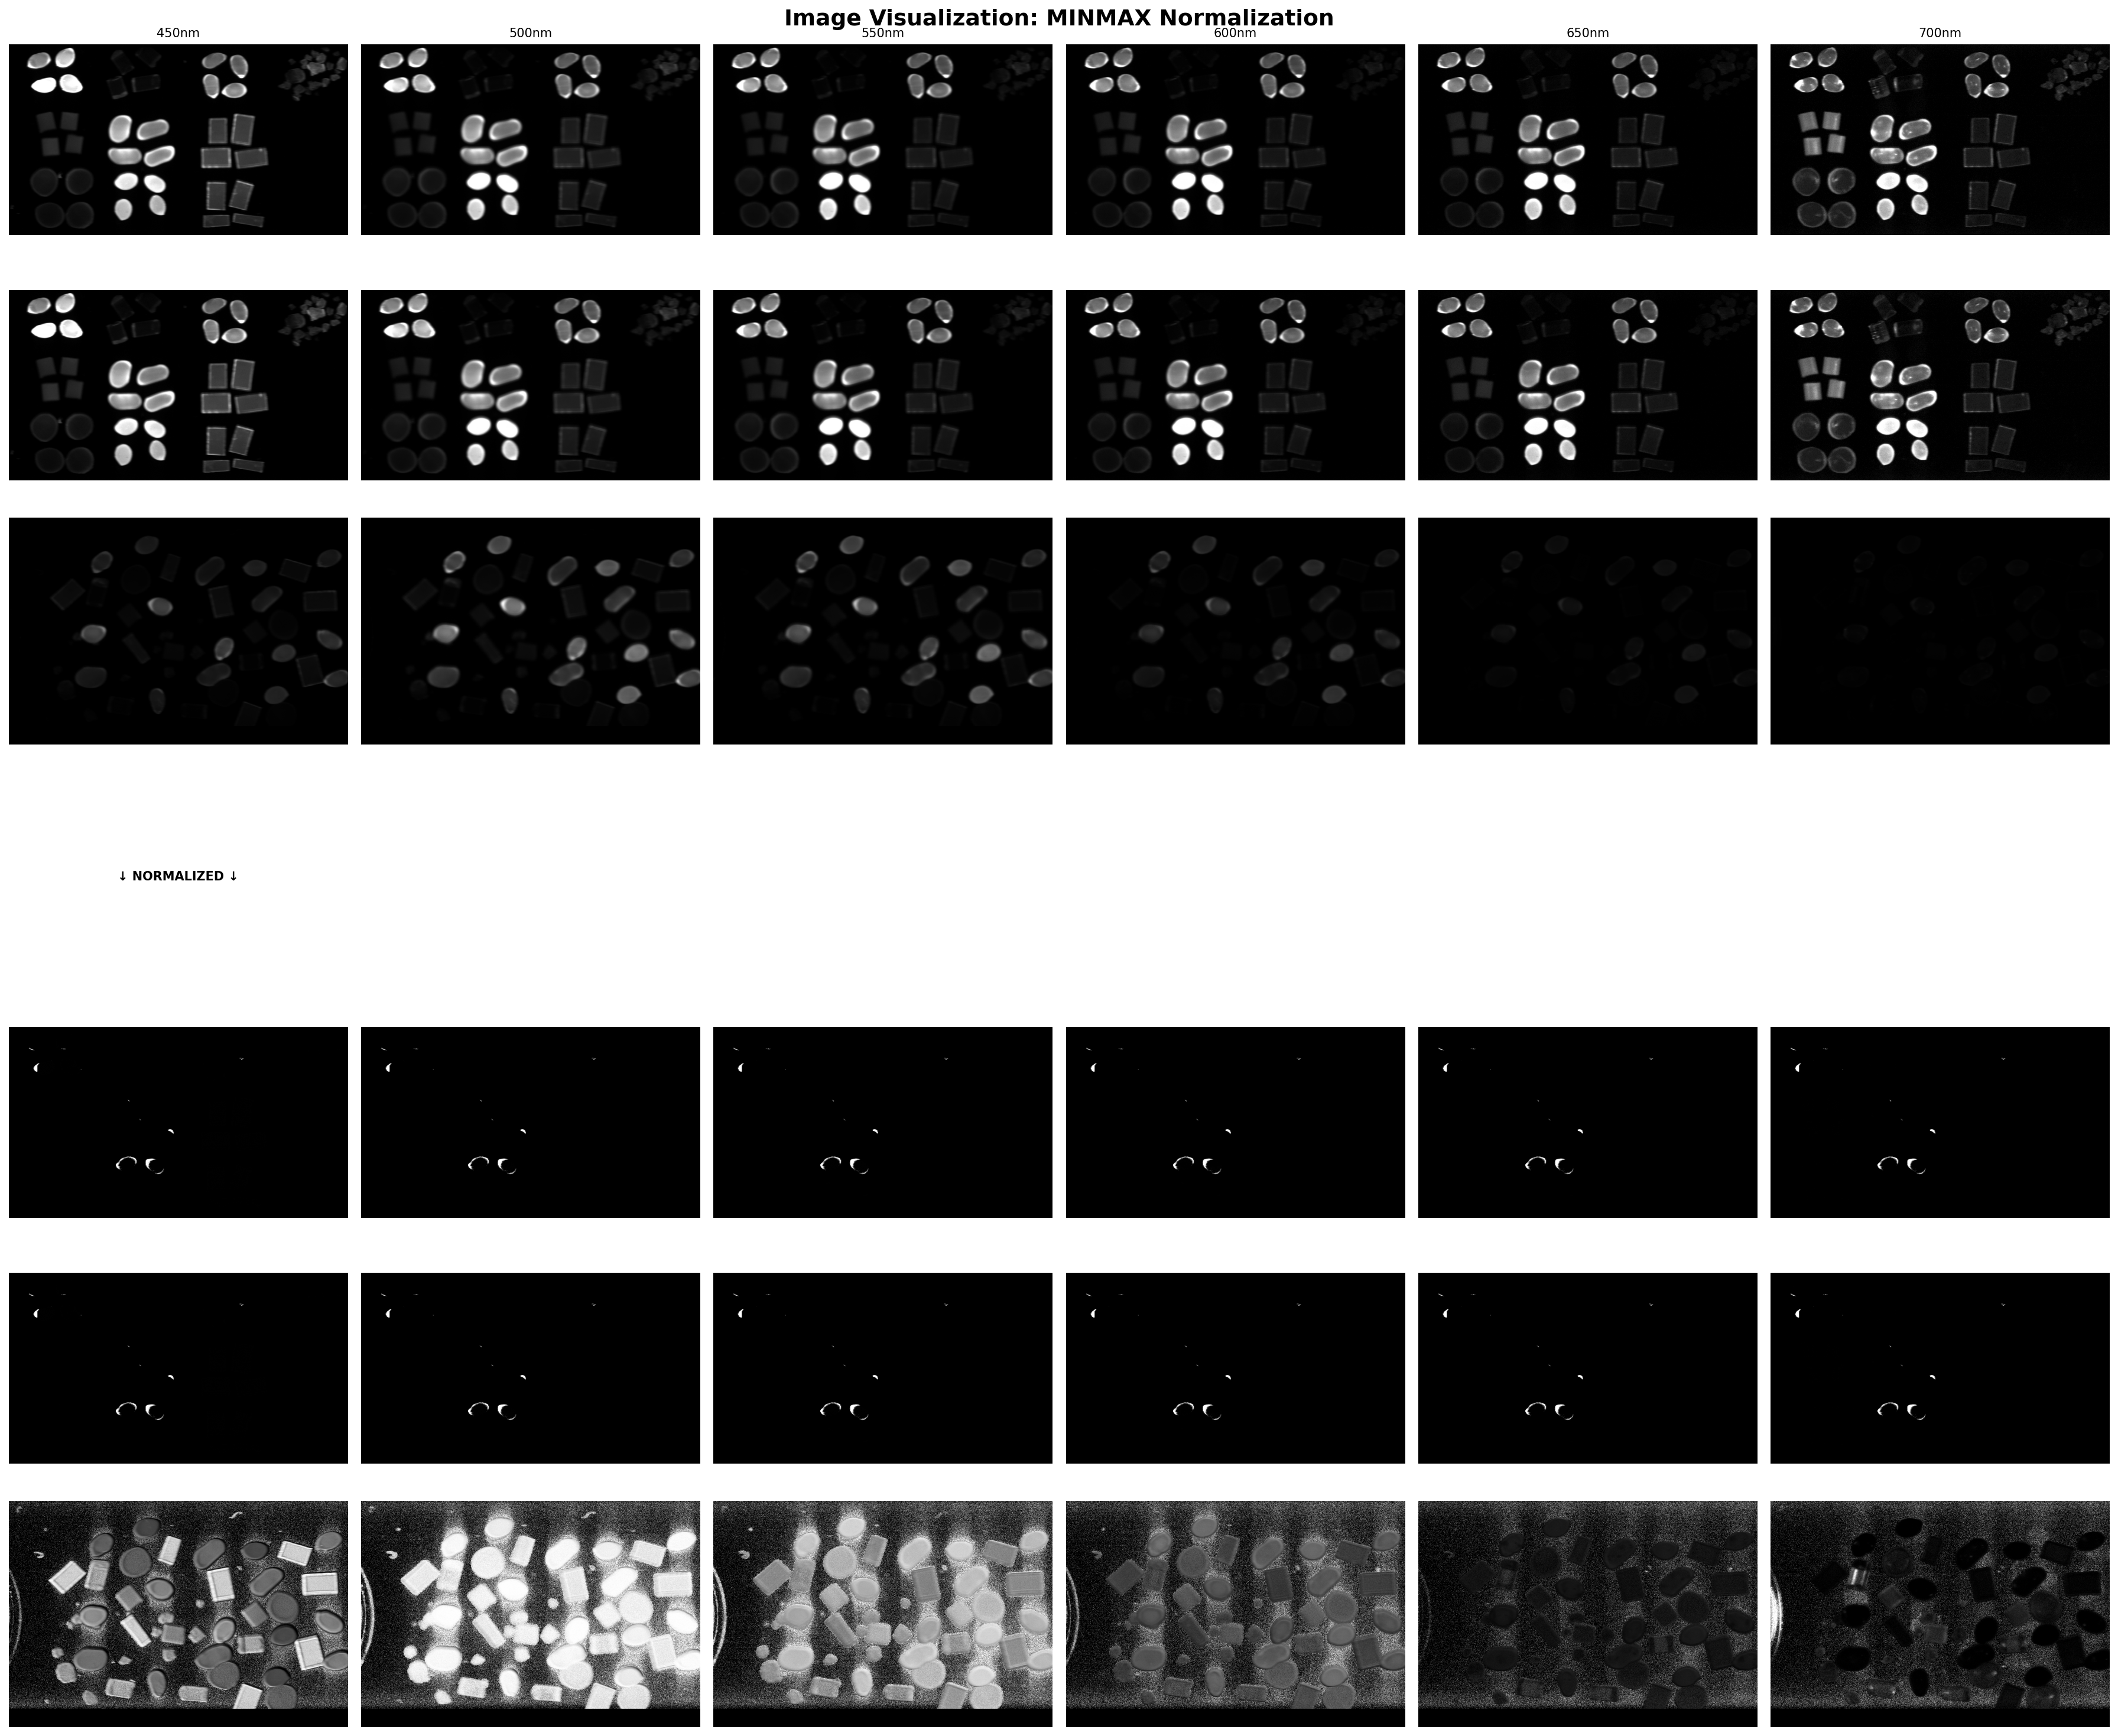 Image Visualization: MINMAX Normalization
450nm 500nm 550nm 600nm 650nm 700nm
↓ NORMALIZED ↓